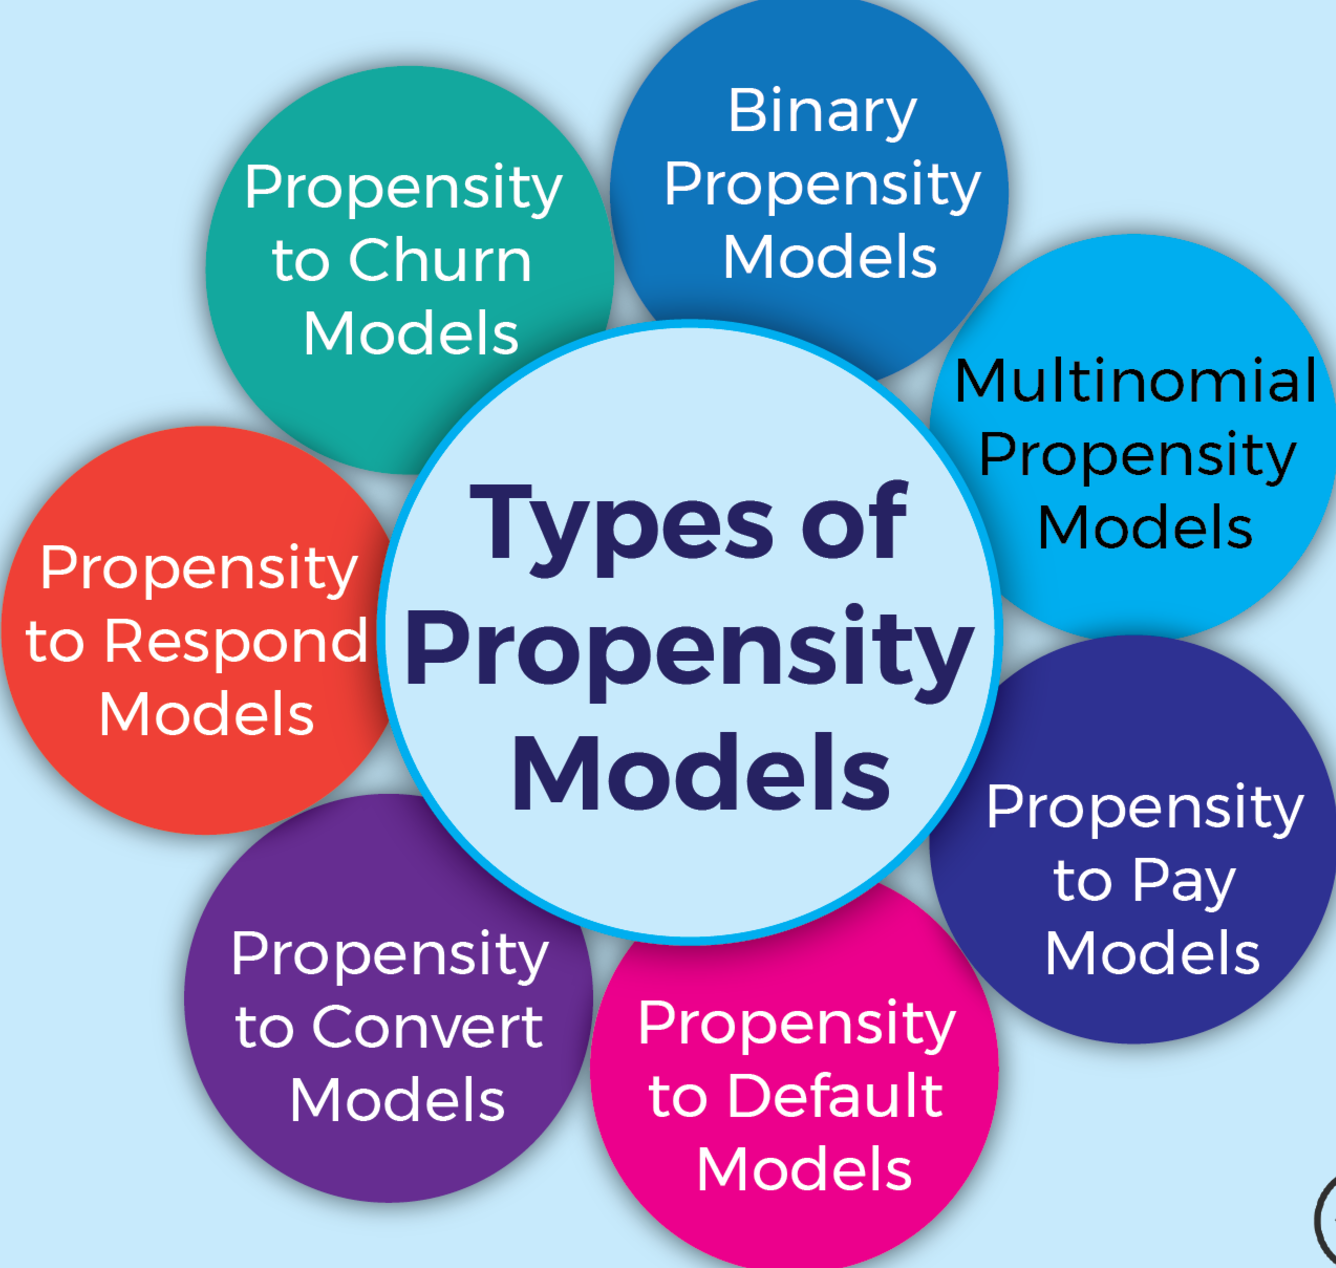 Binary
Propensity
Models
Propensity
to Churn
Models
Multinomial
Propensity
Models
Types of
Propensity
Models
Propensity
to Respond
Models
Propensity
to Pay
Models
Propensity
to Convert
Models
Propensity
to Default
Models